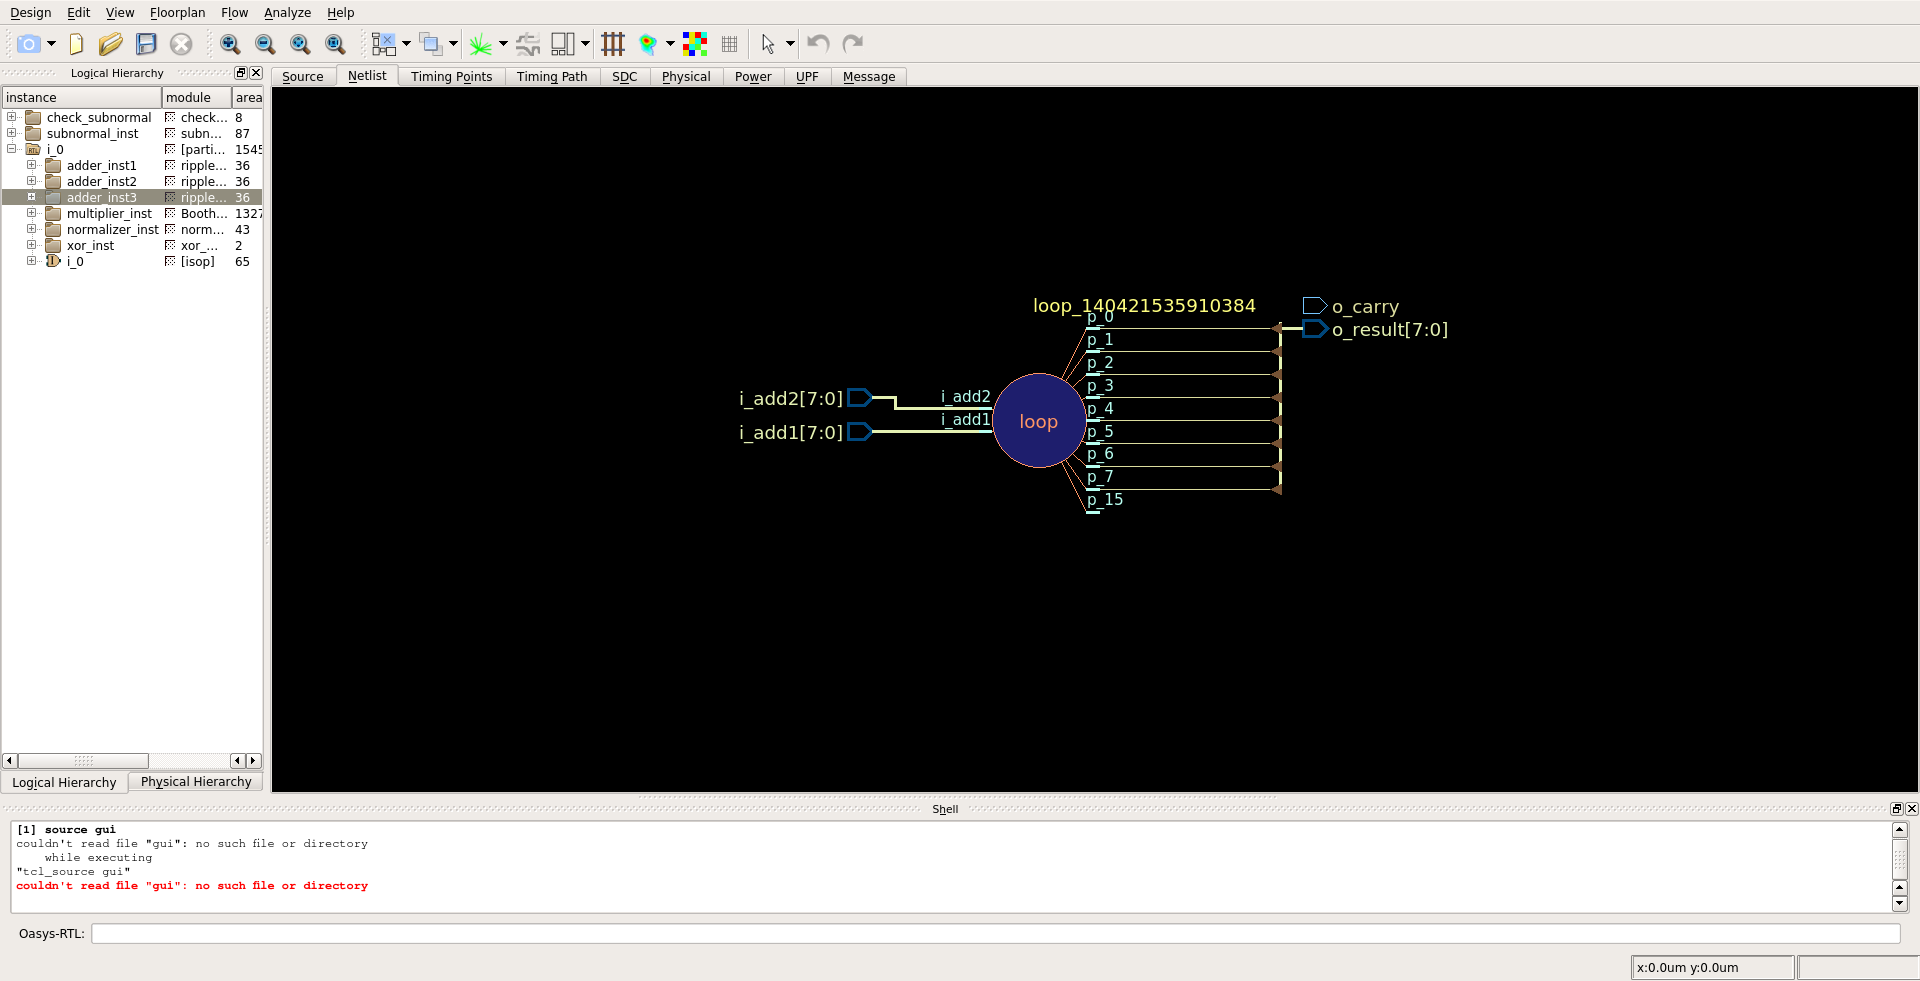 Design Edit View Floorplan Flow Analyze Help
Logical Hierarchy
Source Netlist Timing Points Timing Path SDC Physical Power UPF Message
instance module area
check_subnormal check... 8
subnormal_inst subn... 87
i_0 [parti... 1545
adder_inst1 ripple... 36
adder_inst2 ripple... 36
adder_inst3 ripple... 36
multiplier_inst Booth... 1327
normalizer_inst norm... 43
xor_inst xor_... 2
i_0 [isop] 65
loop_140421535910384
o_carry
p_0
o_result[7:0]
p_1
p_2
p_3
i_add2[7:0]
i_add2
p_4
i_add1
loop
i_add1[7:0]
p_5
p_6
p_7
p_15
Logical Hierarchy Physical Hierarchy
Shell
[1] source gui
couldn't read file "gui": no such file or directory
while executing
"tcl_source gui"
couldn't read file "gui": no such file or directory
Oasys-RTL:
x:0.0um y:0.0um